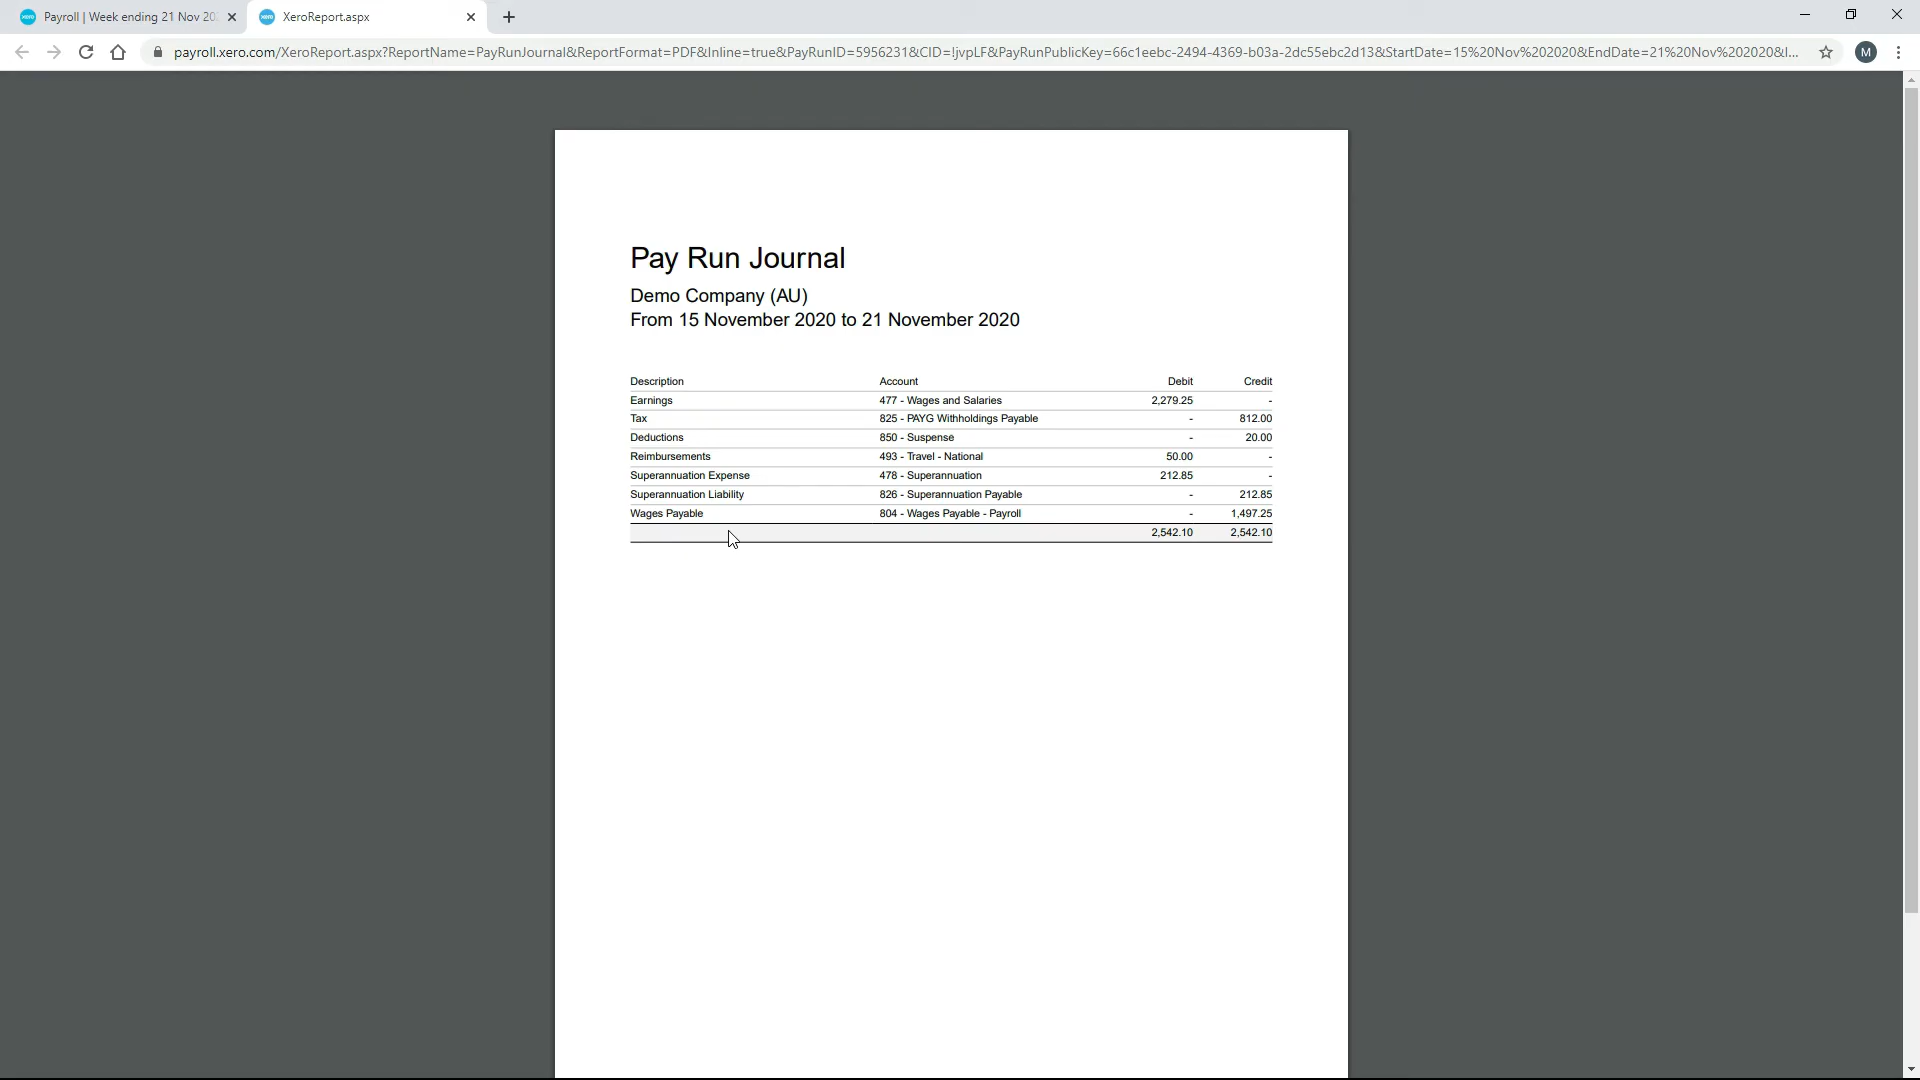 Payroll | Week ending 21 Nov 20
XeroReport.aspx
payroll.xero.com/XeroReport.aspx?ReportName=PayRunJournal&ReportFormat=PDF&Inline=true&PayRunID=5956231&CID=!jvpLF&PayRunPublicKey=66c1eebc-2494-4369-b03a-2dc55ebc2d13&StartDate=15%20Nov%202020&EndDate=21%20Nov%202020&I...
M
Pay Run Journal
Demo Company (AU)
From 15 November 2020 to 21 November 2020
Description Account Debit Credit
Earnings 477 - Wages and Salaries 2,279.25 -
Tax 825 - PAYG Withholdings Payable - 812.00
Deductions 850 - Suspense - 20.00
Reimbursements 493 - Travel - National 50.00 -
Superannuation Expense 478 - Superannuation 212.85 -
Superannuation Liability 826 - Superannuation Payable - 212.85
Wages Payable 804 - Wages Payable - Payroll - 1,497.25
2,542.10 2,542.10